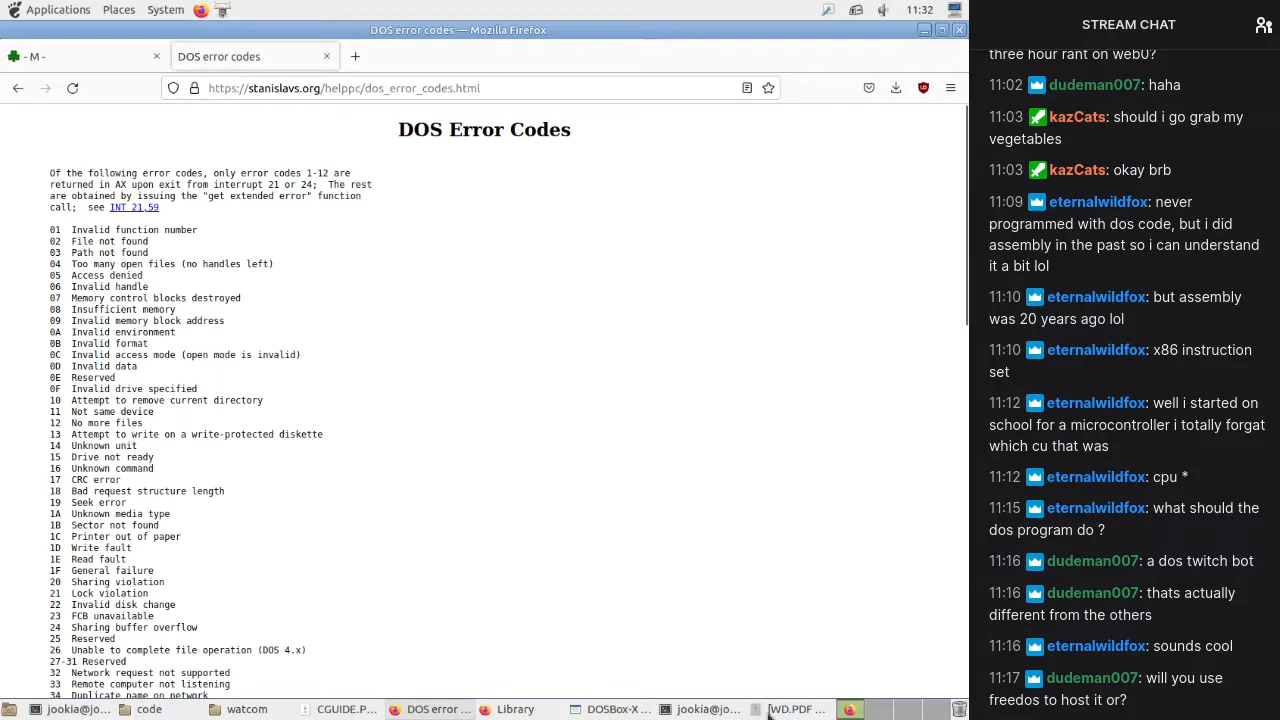 Applications Places System 11:32
DOS error codes — Mozilla Firefox
- M -
DOS error codes
https://stanislavs.org/helppc/dos_error_codes.html
DOS Error Codes
Of the following error codes, only error codes 1-12 are
returned in AX upon exit from interrupt 21 or 24; The rest
are obtained by issuing the "get extended error" function
call; see INT 21,59
01 Invalid function number
02 File not found
03 Path not found
04 Too many open files (no handles left)
05 Access denied
06 Invalid handle
07 Memory control blocks destroyed
08 Insufficient memory
09 Invalid memory block address
0A Invalid environment
0B Invalid format
0C Invalid access mode (open mode is invalid)
0D Invalid data
0E Reserved
0F Invalid drive specified
10 Attempt to remove current directory
11 Not same device
12 No more files
13 Attempt to write on a write-protected diskette
14 Unknown unit
15 Drive not ready
16 Unknown command
17 CRC error
18 Bad request structure length
19 Seek error
1A Unknown media type
1B Sector not found
1C Printer out of paper
1D Write fault
1E Read fault
1F General failure
20 Sharing violation
21 Lock violation
22 Invalid disk change
23 FCB unavailable
24 Sharing buffer overflow
25 Reserved
26 Unable to complete file operation (DOS 4.x)
27-31 Reserved
32 Network request not supported
33 Remote computer not listening
34 Duplicate name on network
jookia@jo... code watcom CGUIDE.P... DOS error ... Library DOSBox-X ... jookia@jo... [WD.PDF ...
STREAM CHAT
three hour rant on web0?
11:02 dudeman007: haha
11:03 kazCats: should i go grab my
vegetables
11:03 kazCats: okay brb
11:09 eternalwildfox: never
programmed with dos code, but i did
assembly in the past so i can understand
it a bit lol
11:10 eternalwildfox: but assembly
was 20 years ago lol
11:10 eternalwildfox: x86 instruction
set
11:12 eternalwildfox: well i started on
school for a microcontroller i totally forgat
which cu that was
11:12 eternalwildfox: cpu *
11:15 eternalwildfox: what should the
dos program do ?
11:16 dudeman007: a dos twitch bot
11:16 dudeman007: thats actually
different from the others
11:16 eternalwildfox: sounds cool
11:17 dudeman007: will you use
freedos to host it or?